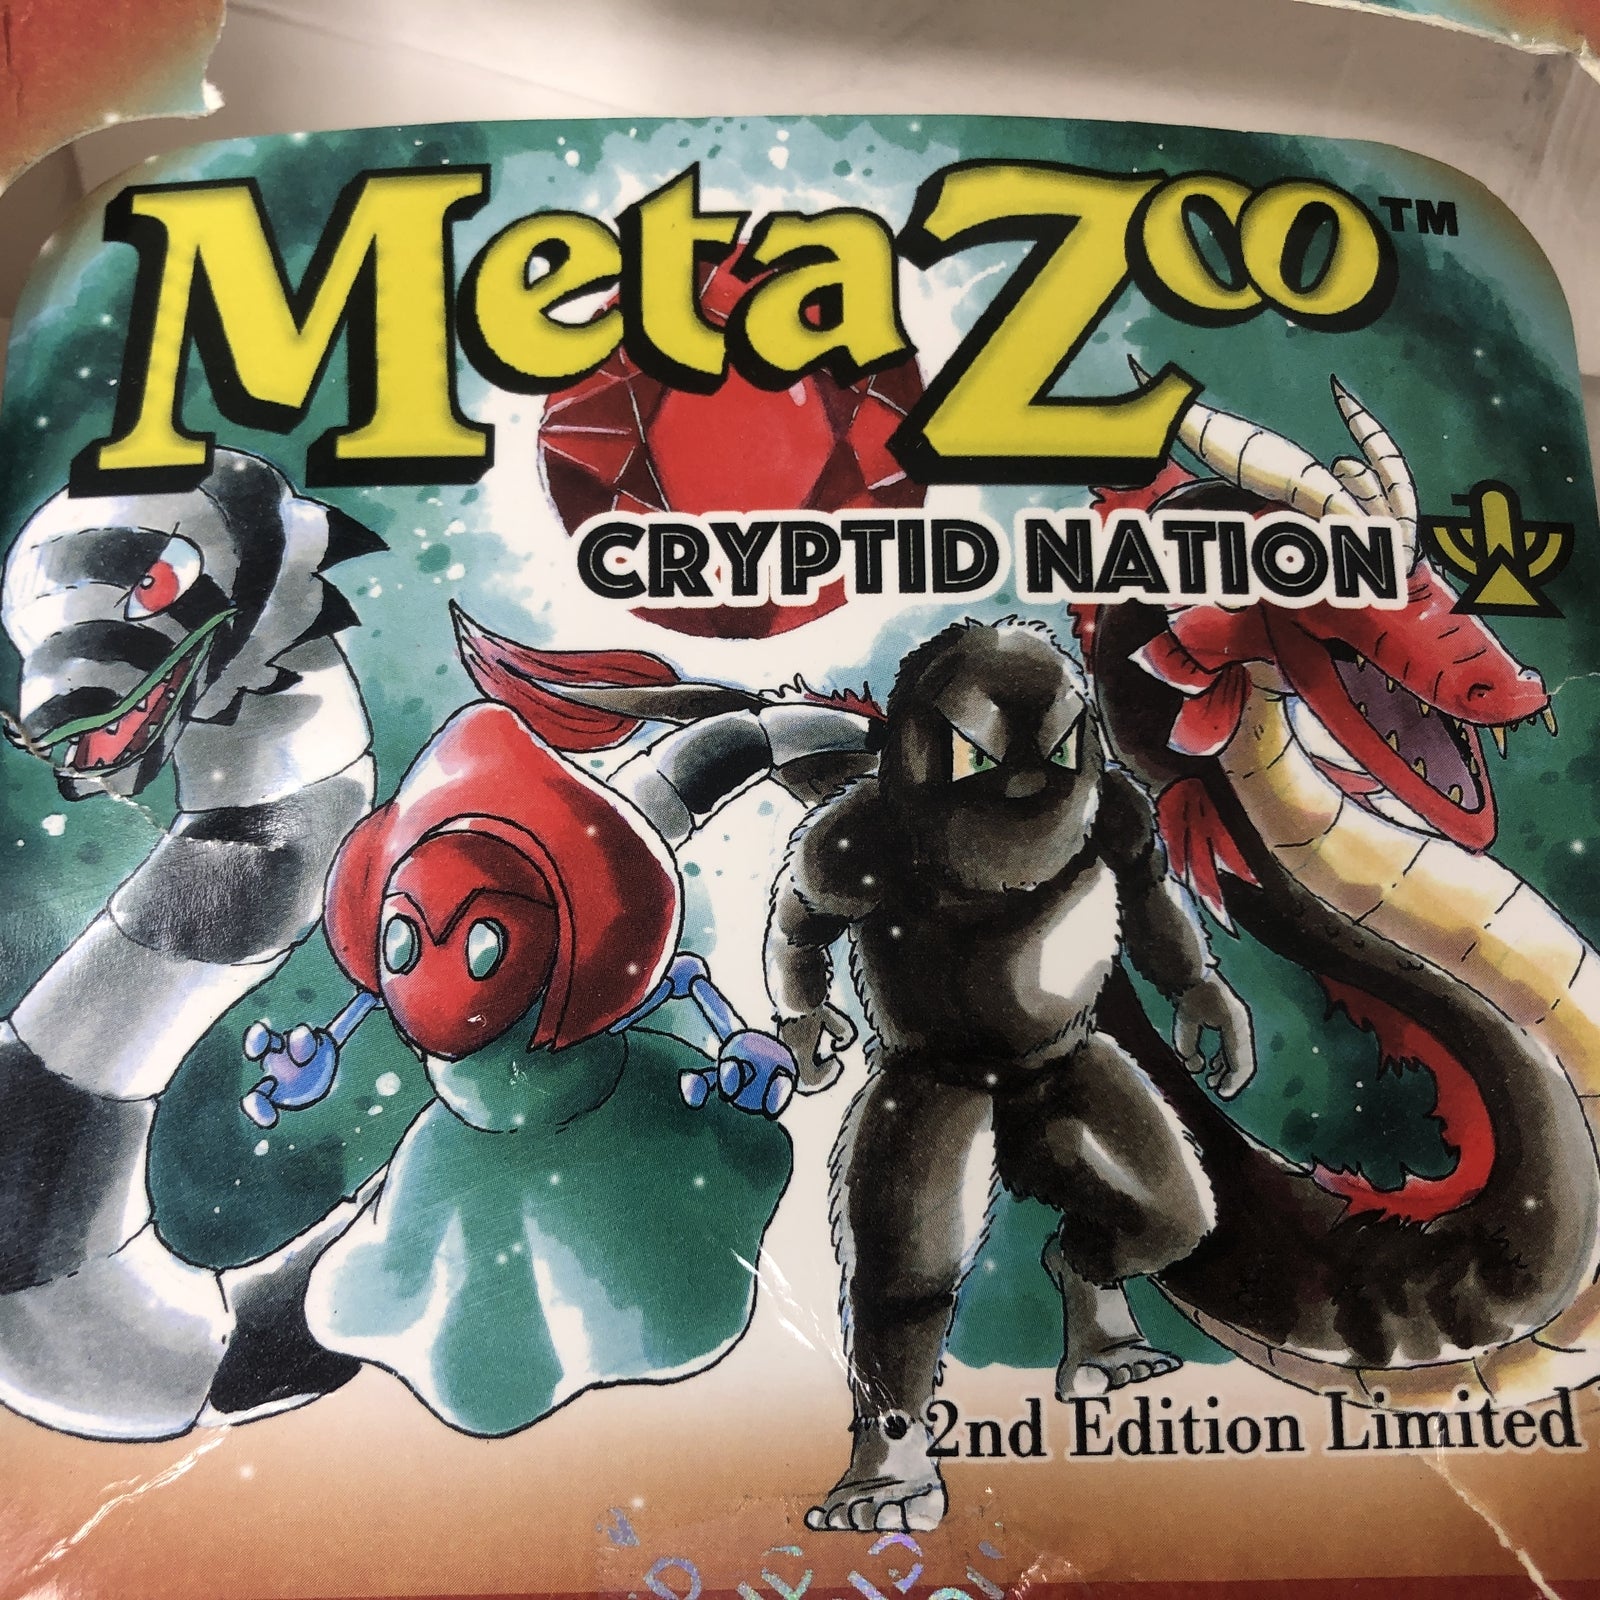 MetaZoo™
CRYPTID NATION
2nd Edition Limited